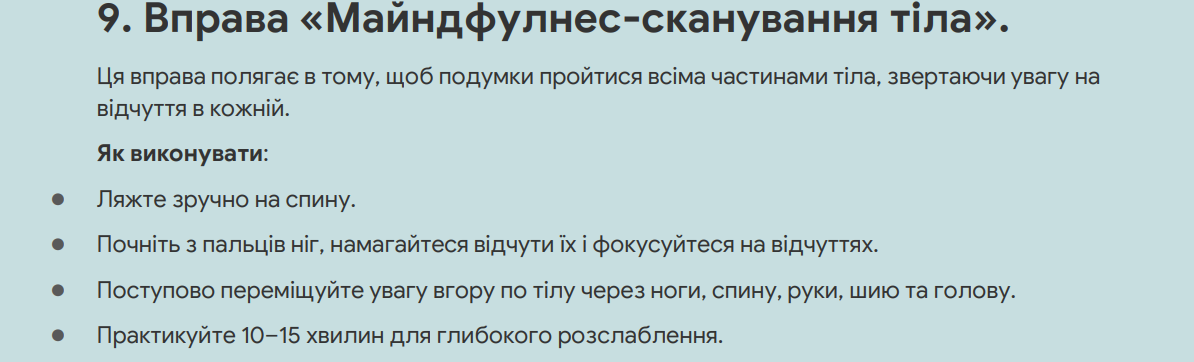 9. Вправа «Майндфулнес-сканування тіла».
Ця вправа полягає в тому, щоб подумки пройтися всіма частинами тіла, звертаючи увагу на
відчуття в кожній.
Як виконувати:
● Ляжте зручно на спину.
● Почніть з пальців ніг, намагайтеся відчути їх і фокусуйтеся на відчуттях.
● Поступово переміщуйте увагу вгору по тілу через ноги, спину, руки, шию та голову.
● Практикуйте 10–15 хвилин для глибокого розслаблення.